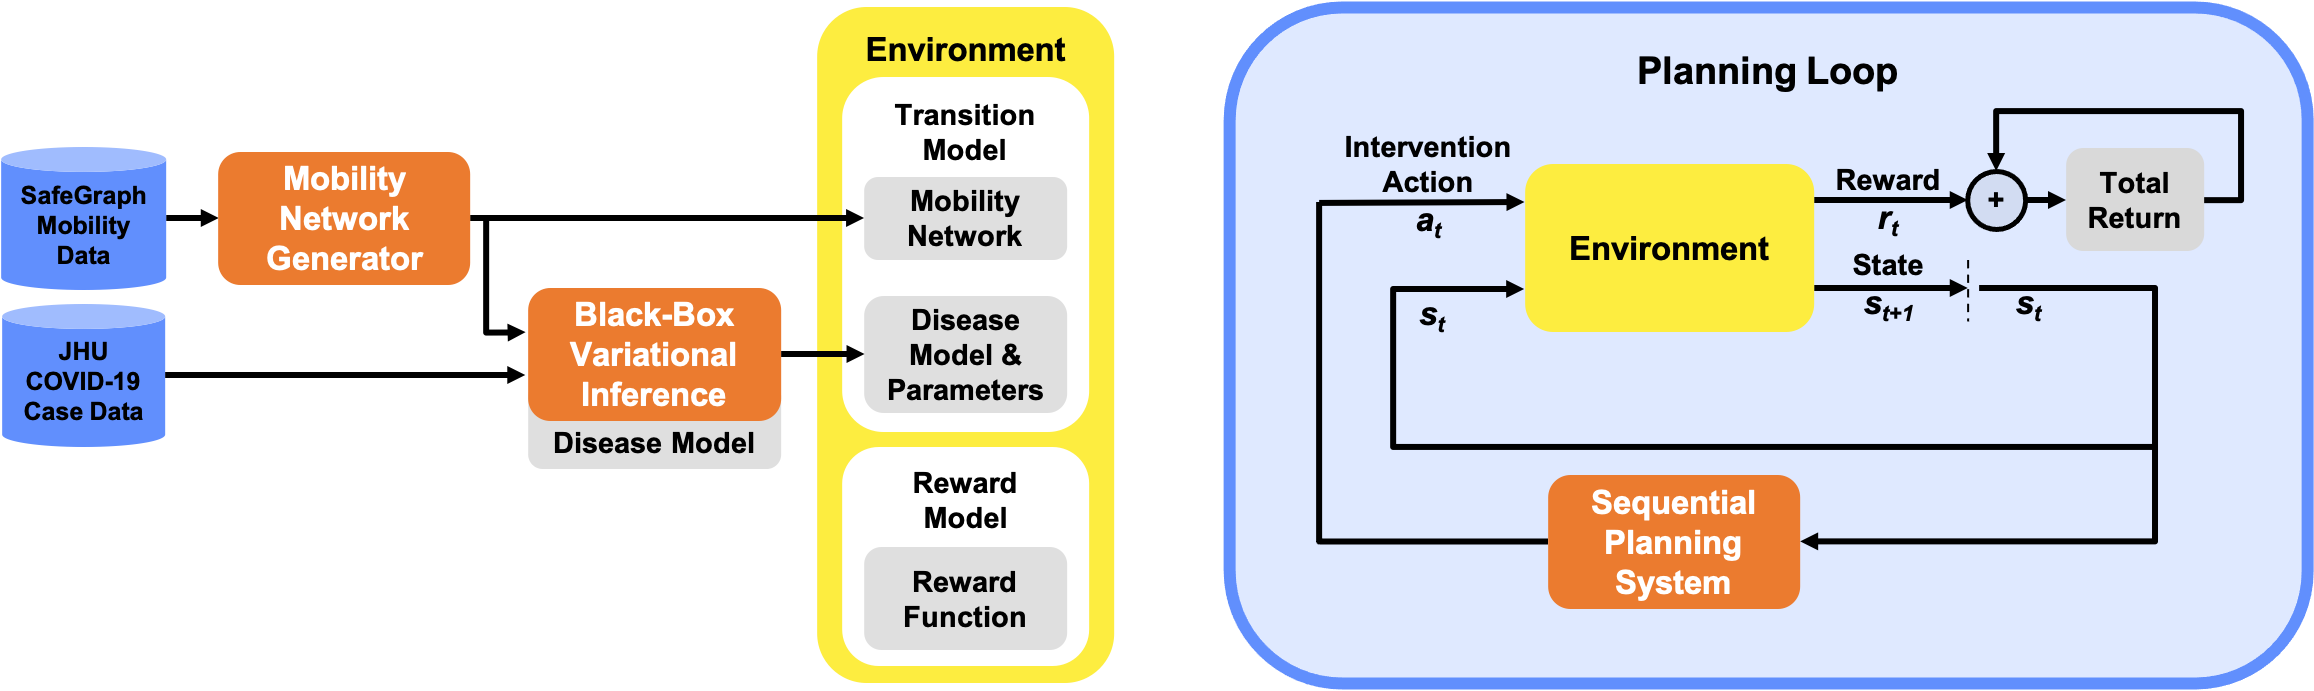 SafeGraph
Mobility
Data
JHU
COVID-19
Case Data
Mobility
Network
Generator
Black-Box
Variational
Inference
Disease Model
Environment
Transition
Model
Mobility
Network
Disease
Model &
Parameters
Reward
Model
Reward
Function
Planning Loop
Intervention
Action
a_t
s_t
Environment
Reward
r_t
State
s_{t+1}
s_t
+
Total
Return
Sequential
Planning
System